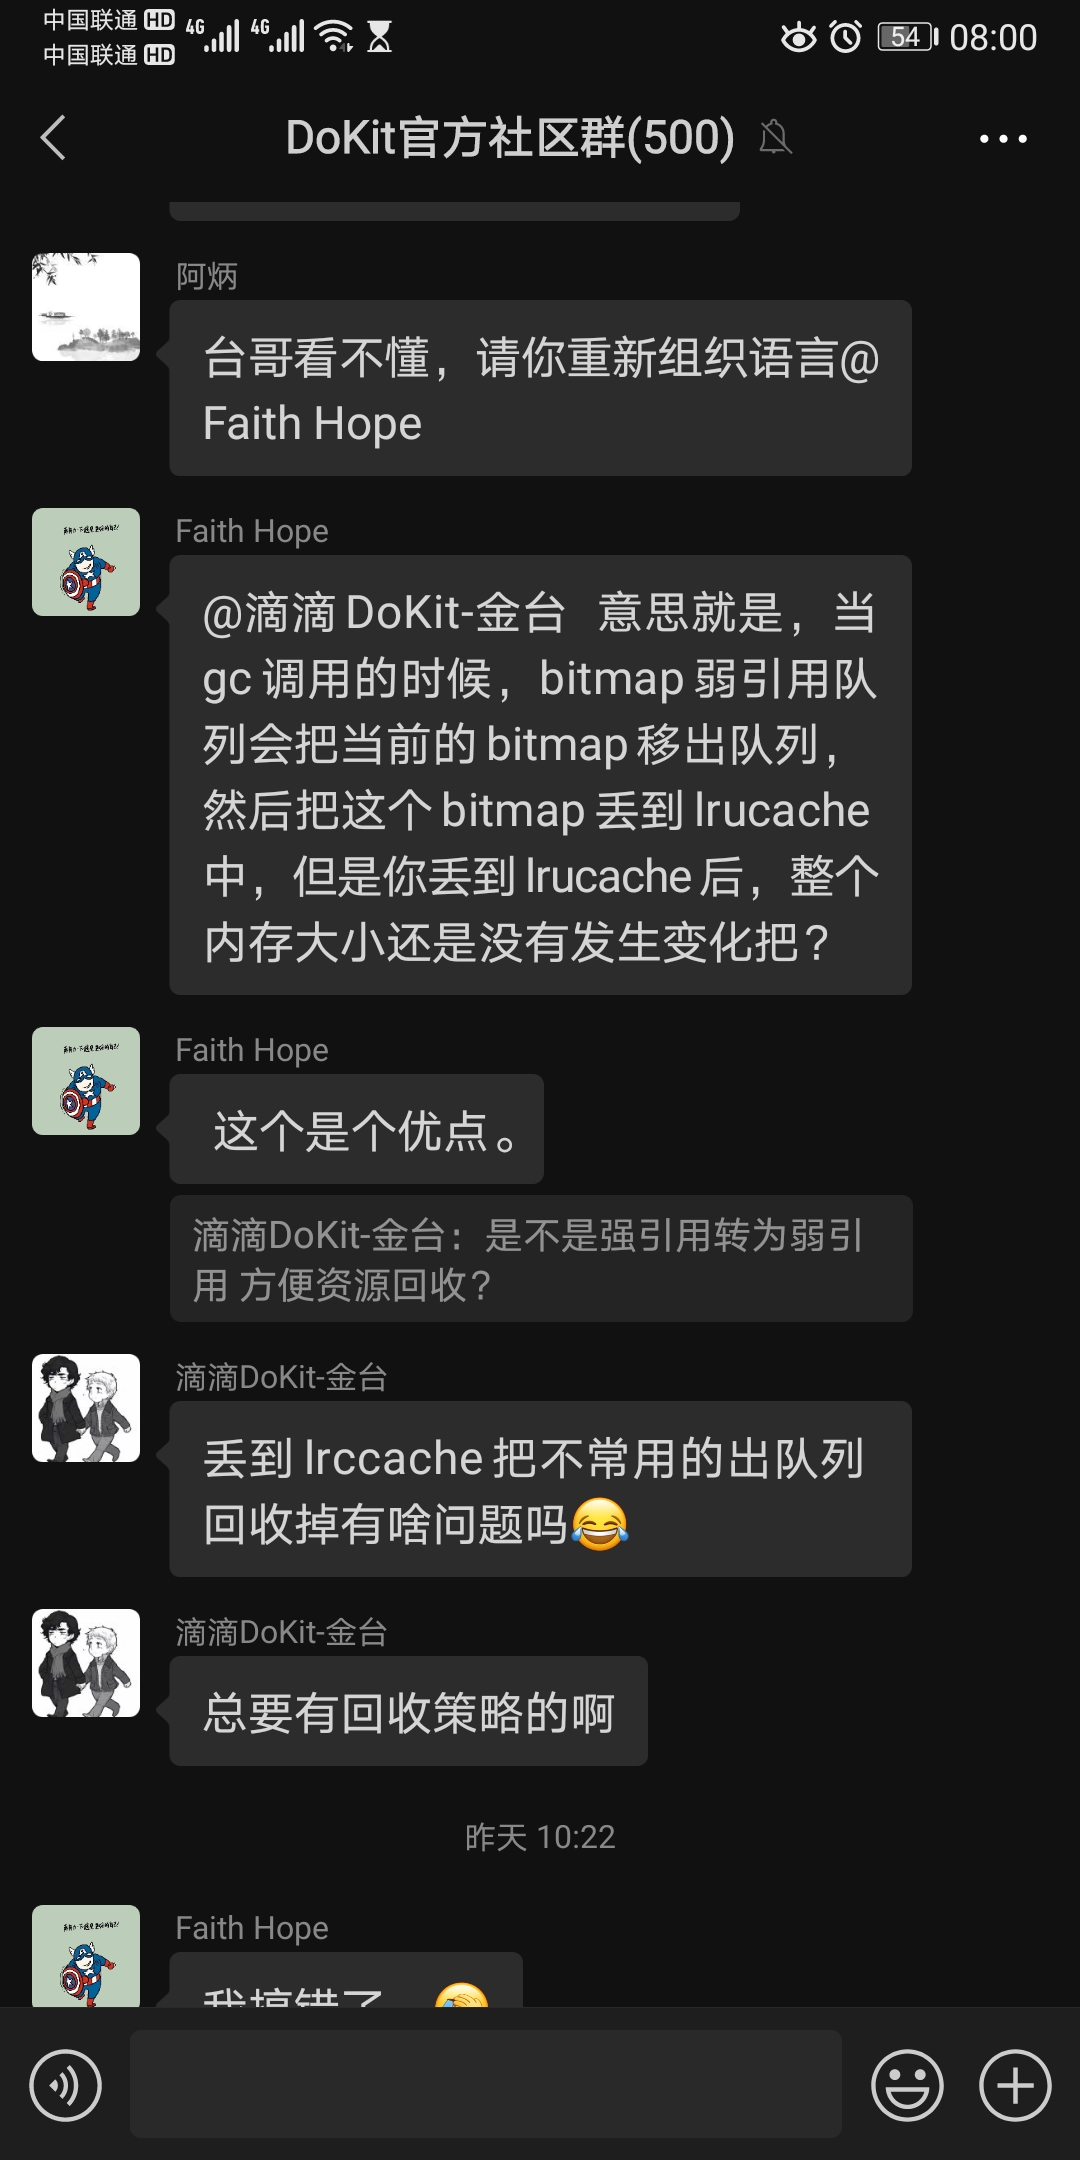 中国联通 HD 4G 4G 54 08:00
中国联通 HD
DoKit官方社区群(500)
阿炳
台哥看不懂，请你重新组织语言@
Faith Hope
Faith Hope
@滴滴 DoKit-金台 意思就是，当
gc 调用的时候，bitmap 弱引用队
列会把当前的 bitmap 移出队列，
然后把这个 bitmap 丢到 lrucache
中，但是你丢到 lrucache 后，整个
内存大小还是没有发生变化把？
Faith Hope
这个是个优点。
滴滴DoKit-金台：是不是强引用转为弱引
用 方便资源回收？
滴滴DoKit-金台
丢到 lrccache 把不常用的出队列
回收掉有啥问题吗😂
滴滴DoKit-金台
总要有回收策略的啊
昨天 10:22
Faith Hope
我搞错了